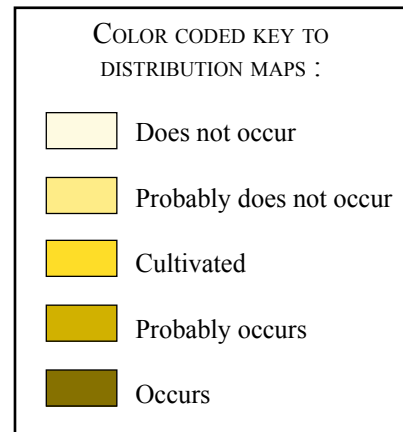 COLOR CODED KEY TO
DISTRIBUTION MAPS :
Does not occur
Probably does not occur
Cultivated
Probably occurs
Occurs